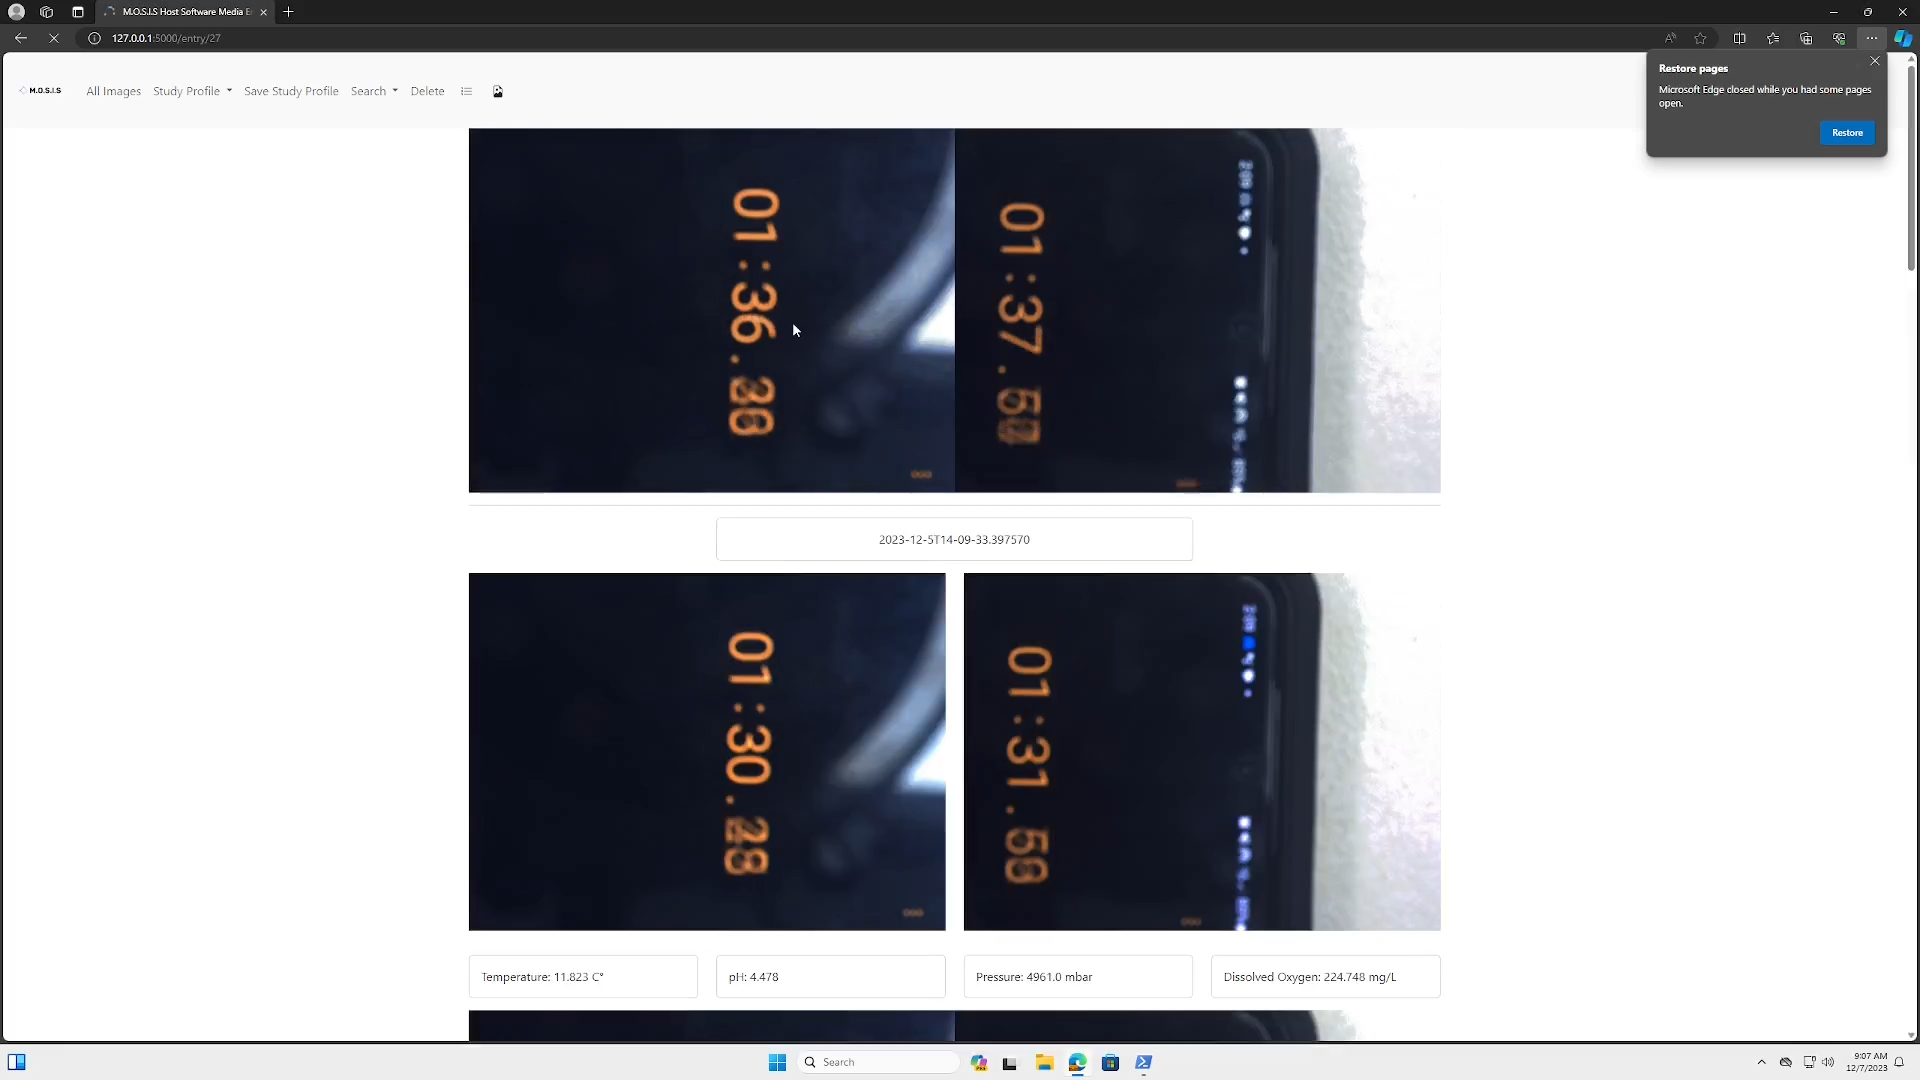 M.O.S.I.S Host Software Media E
127.0.0.1:5000/entry/27
M.O.S.I.S
All Images
Study Profile
Save Study Profile
Search
Delete
Restore pages
Microsoft Edge closed while you had some pages
open.
Restore
01:36.
01:37.
2023-12-5T14-09-33.397570
01:30.28
01:31.58
Temperature: 11.823 C°
pH: 4.478
Pressure: 4961.0 mbar
Dissolved Oxygen: 224.748 mg/L
Search
9:07 AM
12/7/2023